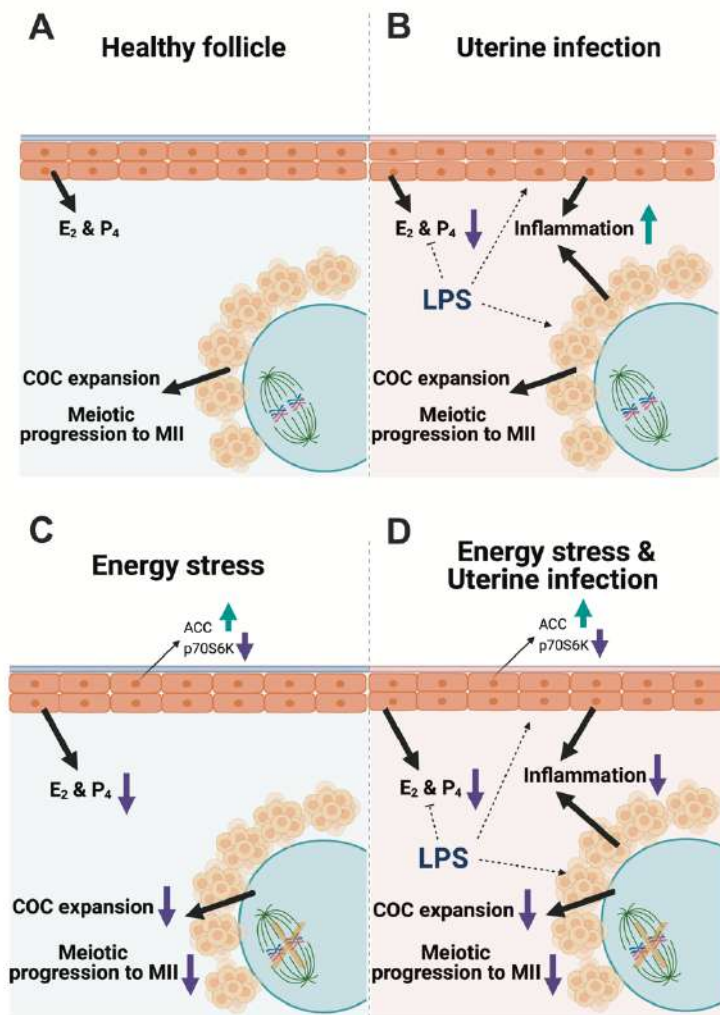 A
Healthy follicle
E₂ & P₄
COC expansion
Meiotic
progression to MII
B
Uterine infection
E₂ & P₄
Inflammation
LPS
COC expansion
Meiotic
progression to MII
C
Energy stress
ACC
p70S6K
E₂ & P₄
COC expansion
Meiotic
progression to MII
D
Energy stress &
Uterine infection
ACC
p70S6K
E₂ & P₄
Inflammation
LPS
COC expansion
Meiotic
progression to MII